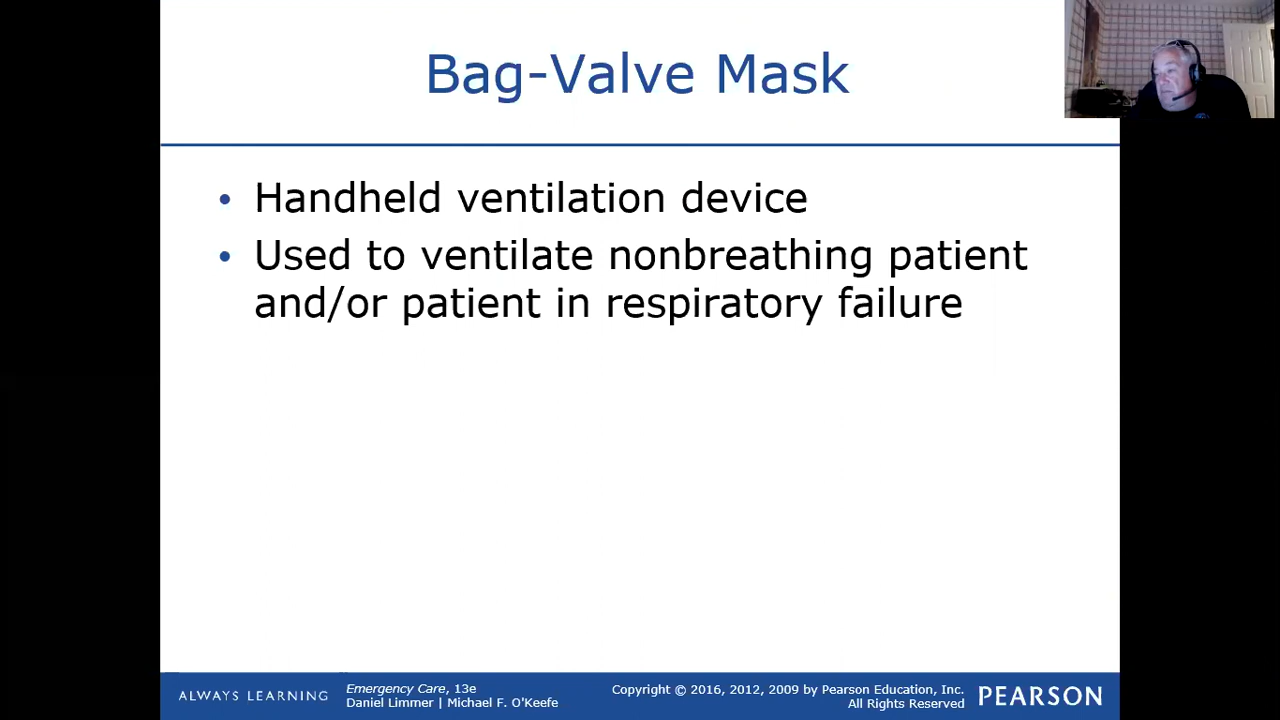 Bag-Valve Mask
• Handheld ventilation device
• Used to ventilate nonbreathing patient
and/or patient in respiratory failure
ALWAYS LEARNING
Emergency Care, 13e
Daniel Limmer | Michael F. O'Keefe
Copyright © 2016, 2012, 2009 by Pearson Education, Inc.
All Rights Reserved
PEARSON